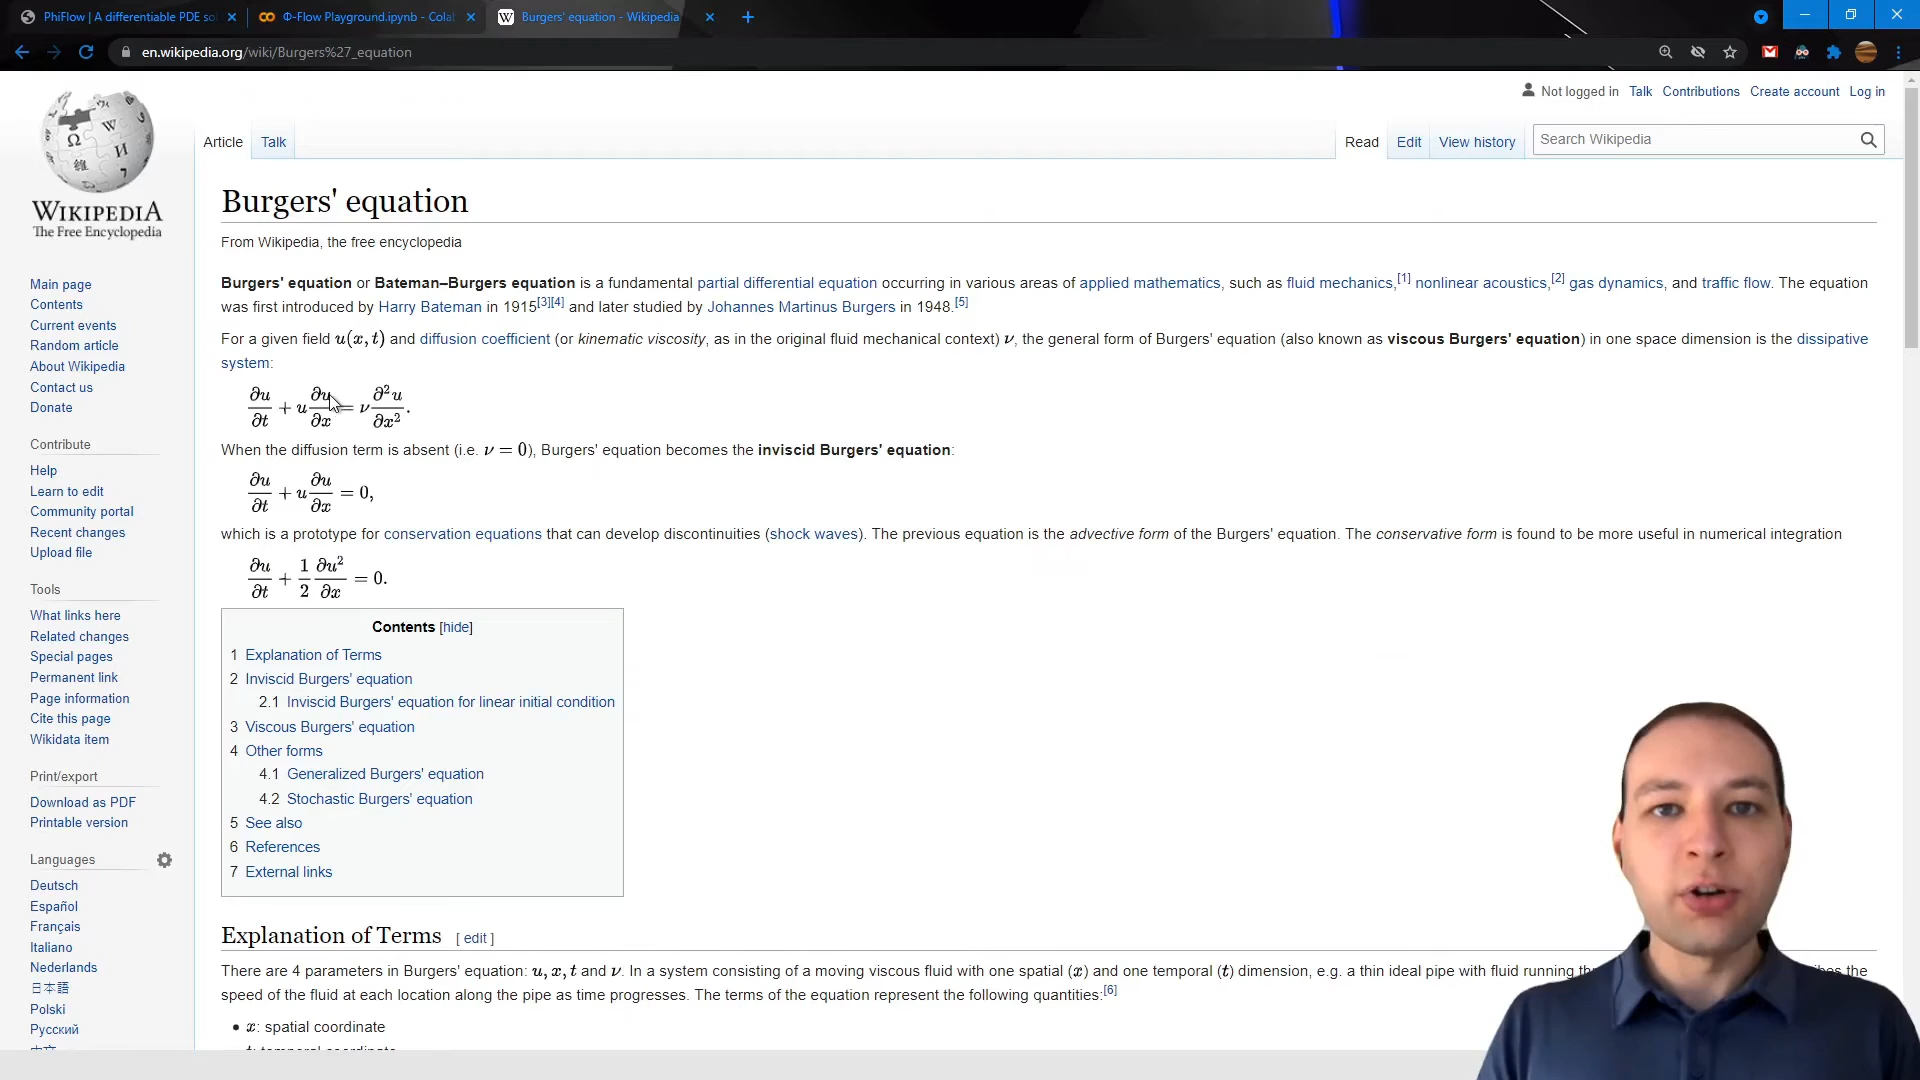 PhiFlow | A differentiable PDE so
Φ-Flow Playground.ipynb - Colab
Burgers' equation - Wikipedia
en.wikipedia.org/wiki/Burgers%27_equation
Not logged in Talk Contributions Create account Log in
Article Talk
Read Edit View history Search Wikipedia
WIKIPEDIA
The Free Encyclopedia
Main page
Contents
Current events
Random article
About Wikipedia
Contact us
Donate
Contribute
Help
Learn to edit
Community portal
Recent changes
Upload file
Tools
What links here
Related changes
Special pages
Permanent link
Page information
Cite this page
Wikidata item
Print/export
Download as PDF
Printable version
Languages
Deutsch
Español
Français
Italiano
Nederlands
日本語
Polski
Русский
中文
Burgers' equation
From Wikipedia, the free encyclopedia
Burgers' equation or Bateman–Burgers equation is a fundamental partial differential equation occurring in various areas of applied mathematics, such as fluid mechanics,[1] nonlinear acoustics,[2] gas dynamics, and traffic flow. The equation
was first introduced by Harry Bateman in 1915[3][4] and later studied by Johannes Martinus Burgers in 1948.[5]
For a given field u(x, t) and diffusion coefficient (or kinematic viscosity, as in the original fluid mechanical context) ν, the general form of Burgers' equation (also known as viscous Burgers' equation) in one space dimension is the dissipative
system:
∂u/∂t + u ∂u/∂x = ν ∂²u/∂x².
When the diffusion term is absent (i.e. ν = 0), Burgers' equation becomes the inviscid Burgers' equation:
∂u/∂t + u ∂u/∂x = 0,
which is a prototype for conservation equations that can develop discontinuities (shock waves). The previous equation is the advective form of the Burgers' equation. The conservative form is found to be more useful in numerical integration
∂u/∂t + 1/2 ∂u²/∂x = 0.
Contents [hide]
1 Explanation of Terms
2 Inviscid Burgers' equation
2.1 Inviscid Burgers' equation for linear initial condition
3 Viscous Burgers' equation
4 Other forms
4.1 Generalized Burgers' equation
4.2 Stochastic Burgers' equation
5 See also
6 References
7 External links
Explanation of Terms [ edit ]
There are 4 parameters in Burgers' equation: u, x, t and ν. In a system consisting of a moving viscous fluid with one spatial (x) and one temporal (t) dimension, e.g. a thin ideal pipe with fluid running the
speed of the fluid at each location along the pipe as time progresses. The terms of the equation represent the following quantities:[6]
• x: spatial coordinate